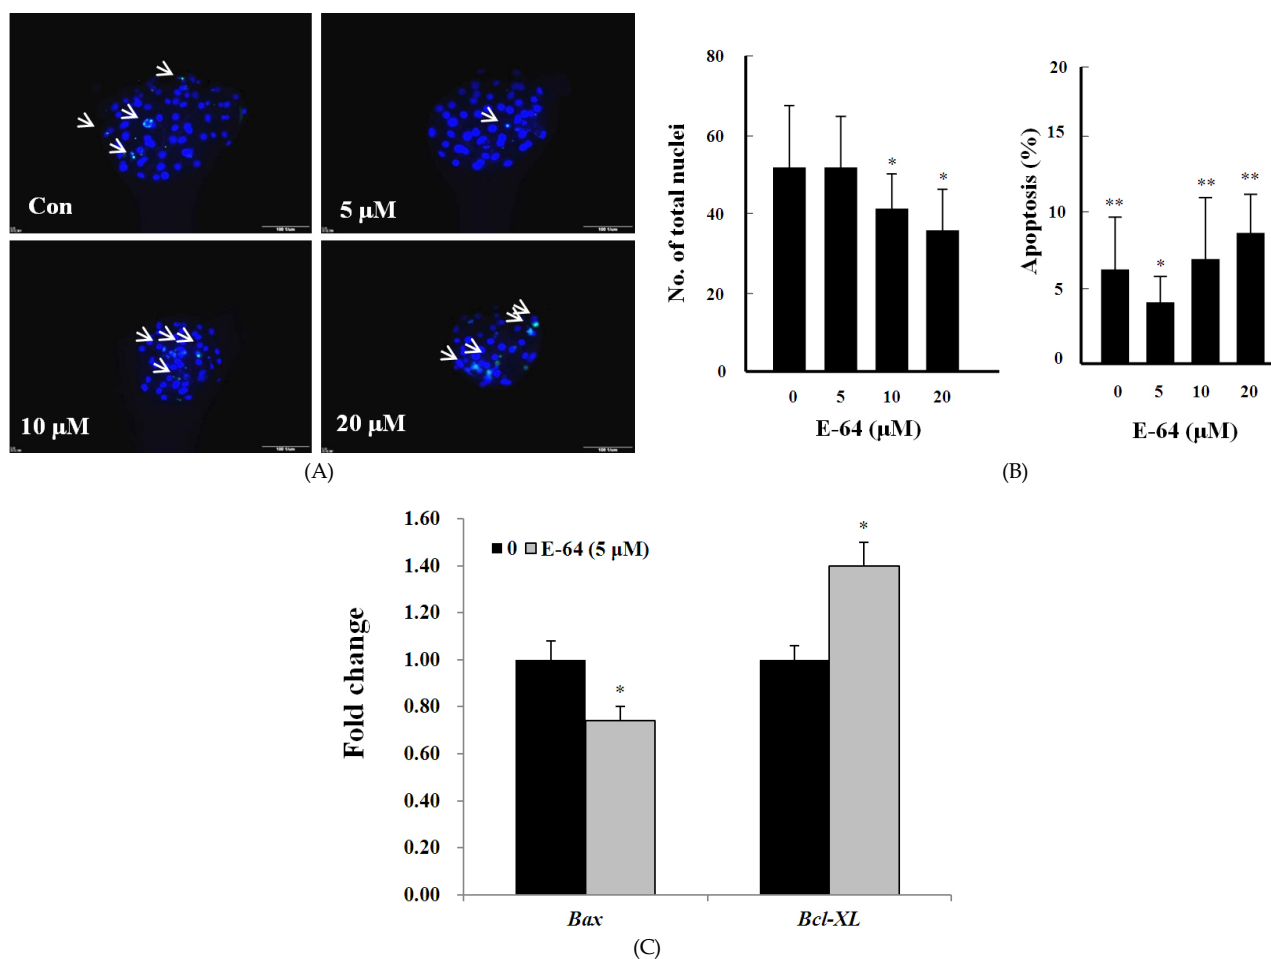 Con
5 μM
10 μM
20 μM
(A)
No. of total nuclei
80
60
40
20
0
*
*
0 5 10 20
E-64 (μM)
Apoptosis (%)
20
15
10
5
0
**
*
**
**
0 5 10 20
E-64 (μM)
(B)
Fold change
1.60
1.40
1.20
1.00
0.80
0.60
0.40
0.20
0.00
0 E-64 (5 μM)
*
*
Bax Bcl-XL
(C)